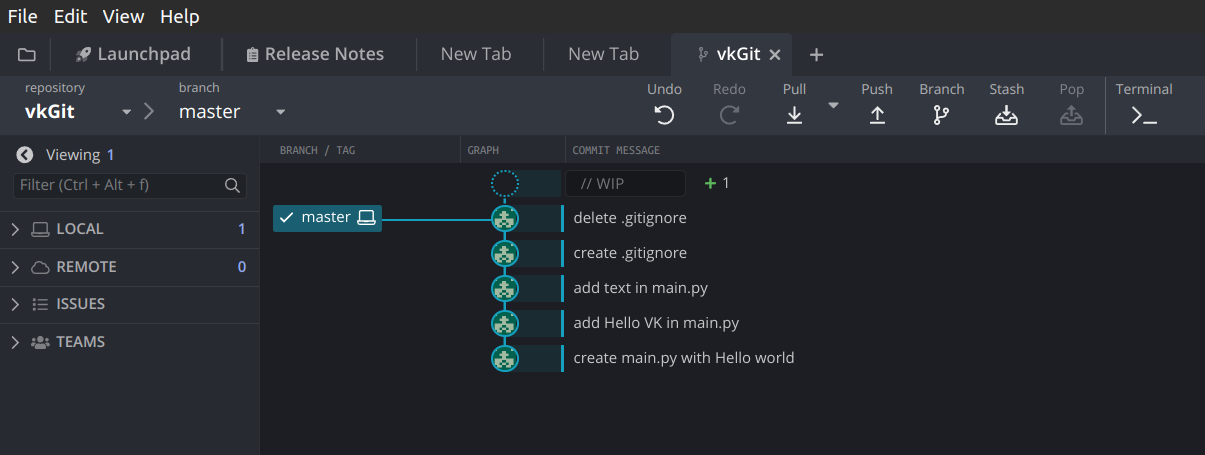 File Edit View Help
Launchpad Release Notes New Tab New Tab vkGit
repository branch
vkGit master
Undo Redo Pull Push Branch Stash Pop Terminal
Viewing 1
Filter (Ctrl + Alt + f)
LOCAL 1
REMOTE 0
ISSUES
TEAMS
BRANCH / TAG GRAPH COMMIT MESSAGE
// WIP + 1
master delete .gitignore
create .gitignore
add text in main.py
add Hello VK in main.py
create main.py with Hello world